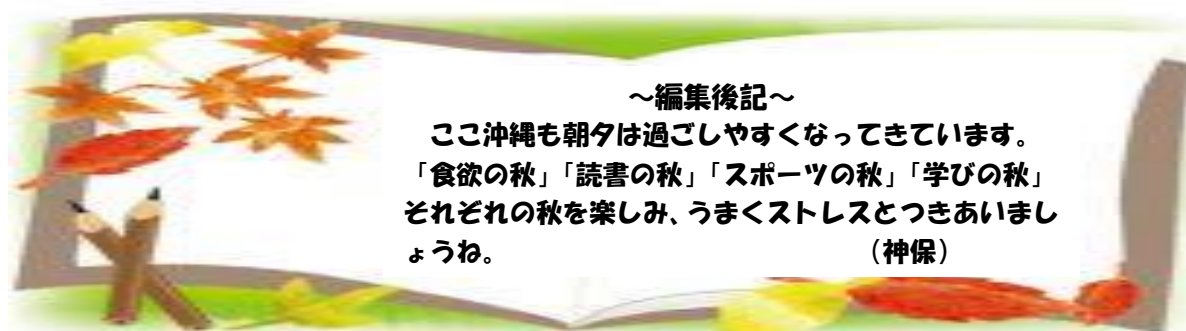 ～編集後記～
ここ沖縄も朝夕は過ごしやすくなってきています。
「食欲の秋」「読書の秋」「スポーツの秋」「学びの秋」
それぞれの秋を楽しみ、うまくストレスとつきあいまし
ょうね。 （神保）